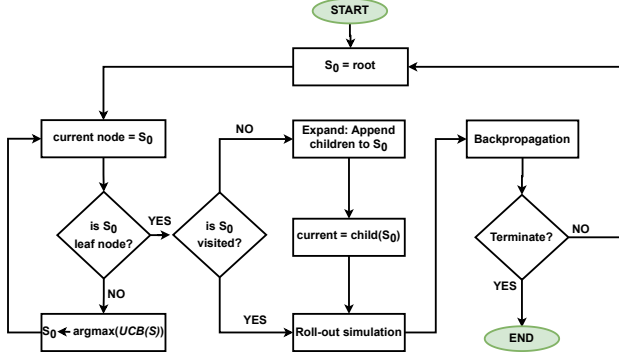 START
S0 = root
current node = S0
NO
Expand: Append
children to S0
Backpropagation
is S0
leaf node?
YES
is S0
visited?
current = child(S0)
Terminate?
NO
NO
YES
YES
S0 ← argmax(UCB(S))
Roll-out simulation
END